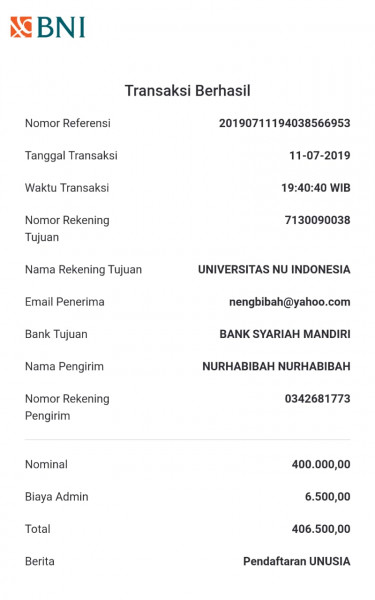 BNI
Transaksi Berhasil
Nomor Referensi 20190711194038566953
Tanggal Transaksi 11-07-2019
Waktu Transaksi 19:40:40 WIB
Nomor Rekening 7130090038
Tujuan
Nama Rekening Tujuan UNIVERSITAS NU INDONESIA
Email Penerima nengbibah@yahoo.com
Bank Tujuan BANK SYARIAH MANDIRI
Nama Pengirim NURHABIBAH NURHABIBAH
Nomor Rekening 0342681773
Pengirim
Nominal 400.000,00
Biaya Admin 6.500,00
Total 406.500,00
Berita Pendaftaran UNUSIA